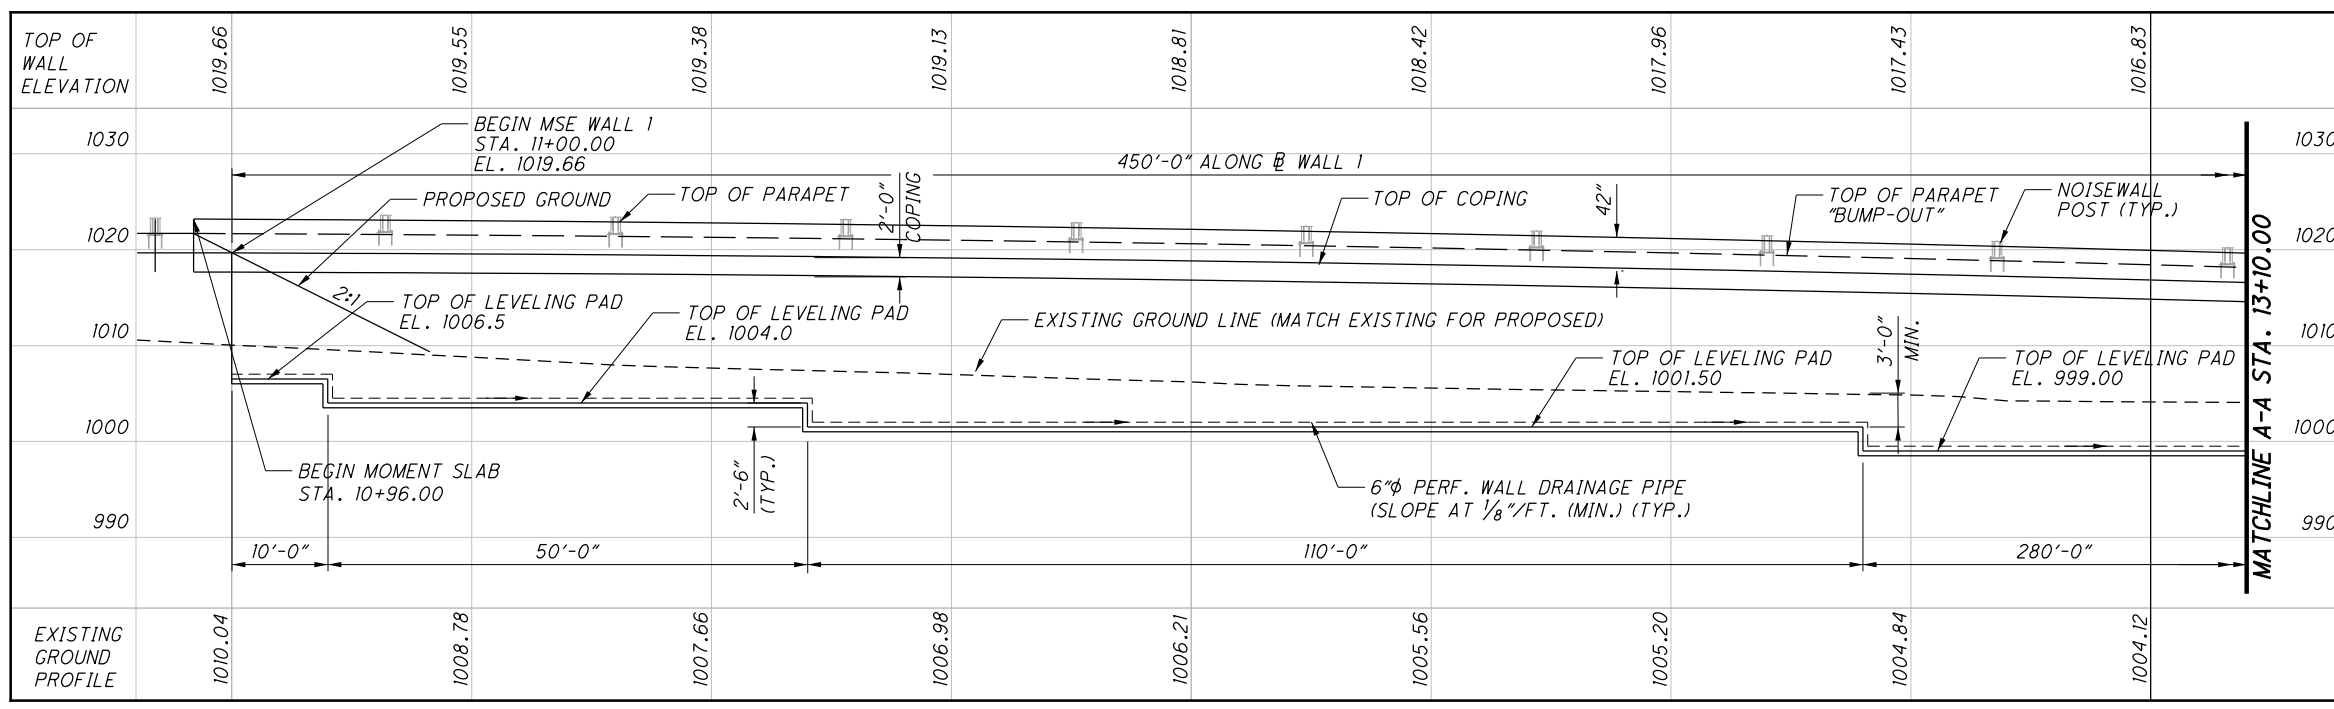 TOP OF
WALL
ELEVATION
1019.66
1019.55
1019.38
1019.13
1018.81
1018.42
1017.96
1017.43
1016.83
1030
1020
1010
1000
990
1030
1020
1010
1000
990
BEGIN MSE WALL 1
STA. 11+00.00
EL. 1019.66
450'-0" ALONG ℄ WALL 1
PROPOSED GROUND
TOP OF PARAPET
2'-0"
COPING
TOP OF COPING
42"
TOP OF PARAPET
"BUMP-OUT"
NOISEWALL
POST (TYP.)
2:1
TOP OF LEVELING PAD
EL. 1006.5
TOP OF LEVELING PAD
EL. 1004.0
EXISTING GROUND LINE (MATCH EXISTING FOR PROPOSED)
TOP OF LEVELING PAD
EL. 1001.50
3'-0"
MIN.
TOP OF LEVELING PAD
EL. 999.00
MATCHLINE A-A STA. 13+10.00
BEGIN MOMENT SLAB
STA. 10+96.00
2'-6"
(TYP.)
6"ϕ PERF. WALL DRAINAGE PIPE
(SLOPE AT 1/8"/FT. (MIN.) (TYP.)
10'-0"
50'-0"
110'-0"
280'-0"
EXISTING
GROUND
PROFILE
1010.04
1008.78
1007.66
1006.98
1006.21
1005.56
1005.20
1004.84
1004.12